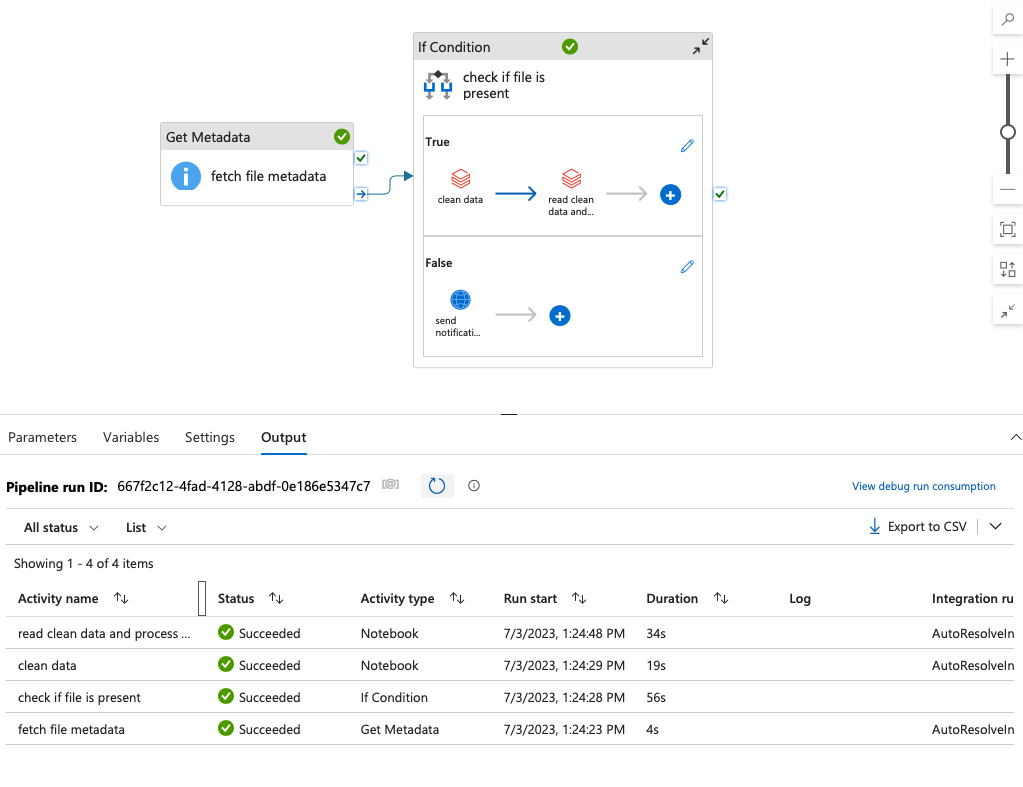 If Condition
check if file is
present
Get Metadata
fetch file metadata
True
clean data
read clean
data and...
False
send
notificati...
Parameters Variables Settings Output
Pipeline run ID: 667f2c12-4fad-4128-abdf-0e186e5347c7 [@] View debug run consumption
All status List Export to CSV
Showing 1 - 4 of 4 items
Activity name Status Activity type Run start Duration Log Integration ru
read clean data and process ... Succeeded Notebook 7/3/2023, 1:24:48 PM 34s AutoResolveIn
clean data Succeeded Notebook 7/3/2023, 1:24:29 PM 19s AutoResolveIn
check if file is present Succeeded If Condition 7/3/2023, 1:24:28 PM 56s
fetch file metadata Succeeded Get Metadata 7/3/2023, 1:24:23 PM 4s AutoResolveIn